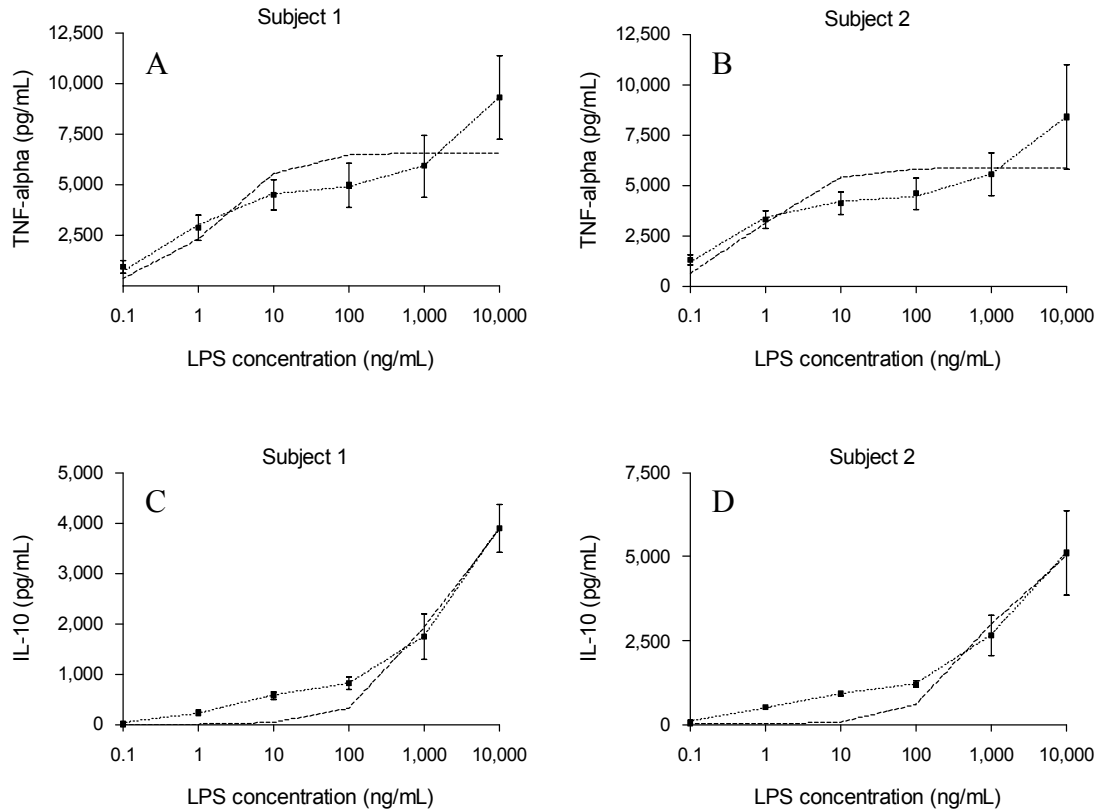 Subject 1
A
12,500
10,000
7,500
5,000
2,500
TNF-alpha (pg/mL)
0.1 1 10 100 1,000 10,000
LPS concentration (ng/mL)
Subject 2
B
12,500
10,000
7,500
5,000
2,500
0
TNF-alpha (pg/mL)
0.1 1 10 100 1,000 10,000
LPS concentration (ng/mL)
Subject 1
C
5,000
4,000
3,000
2,000
1,000
0
IL-10 (pg/mL)
0.1 1 10 100 1,000 10,000
LPS concentration (ng/mL)
Subject 2
D
7,500
5,000
2,500
0
IL-10 (pg/mL)
0.1 1 10 100 1,000 10,000
LPS concentration (ng/mL)